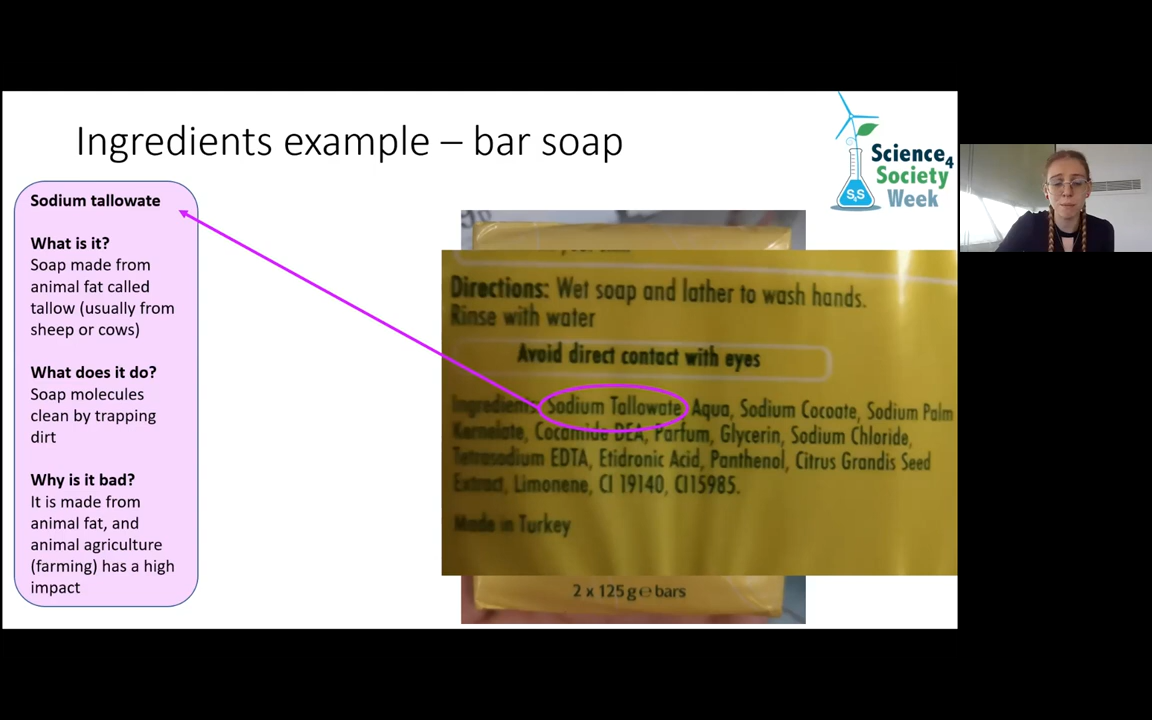 Ingredients example – bar soap
Science4
Society
Week
S4S
Sodium tallowate
What is it?
Soap made from
animal fat called
tallow (usually from
sheep or cows)
What does it do?
Soap molecules
clean by trapping
dirt
Why is it bad?
It is made from
animal fat, and
animal agriculture
(farming) has a high
impact
Directions: Wet soap and lather to wash hands.
Rinse with water
Avoid direct contact with eyes
Ingredients: Sodium Tallowate, Aqua, Sodium Cocoate, Sodium Palm
Kernelate, Cocamide DEA, Parfum, Glycerin, Sodium Chloride,
Tetrasodium EDTA, Etidronic Acid, Panthenol, Citrus Grandis Seed
Extract, Limonene, CI 19140, CI15985.
Made in Turkey
2 x 125g℮ bars